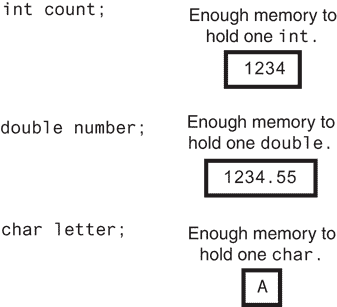 int count;
Enough memory to
hold one int.
1234
double number;
Enough memory to
hold one double.
1234.55
char letter;
Enough memory to
hold one char.
A